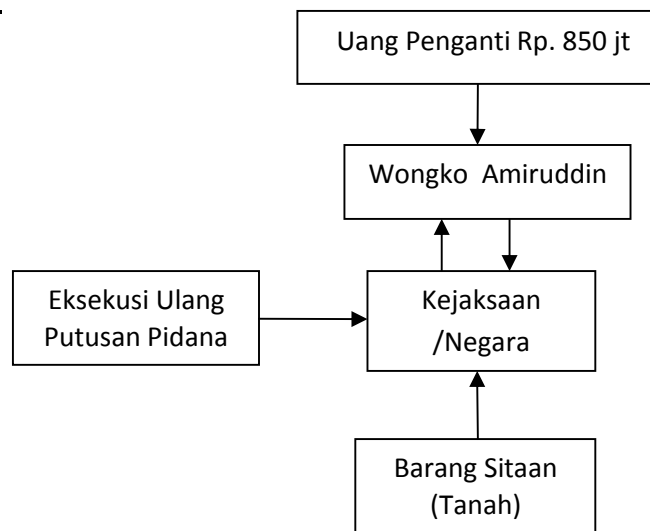 Uang Penganti Rp. 850 jt
Wongko Amiruddin
Eksekusi Ulang
Putusan Pidana
Kejaksaan
/Negara
Barang Sitaan
(Tanah)